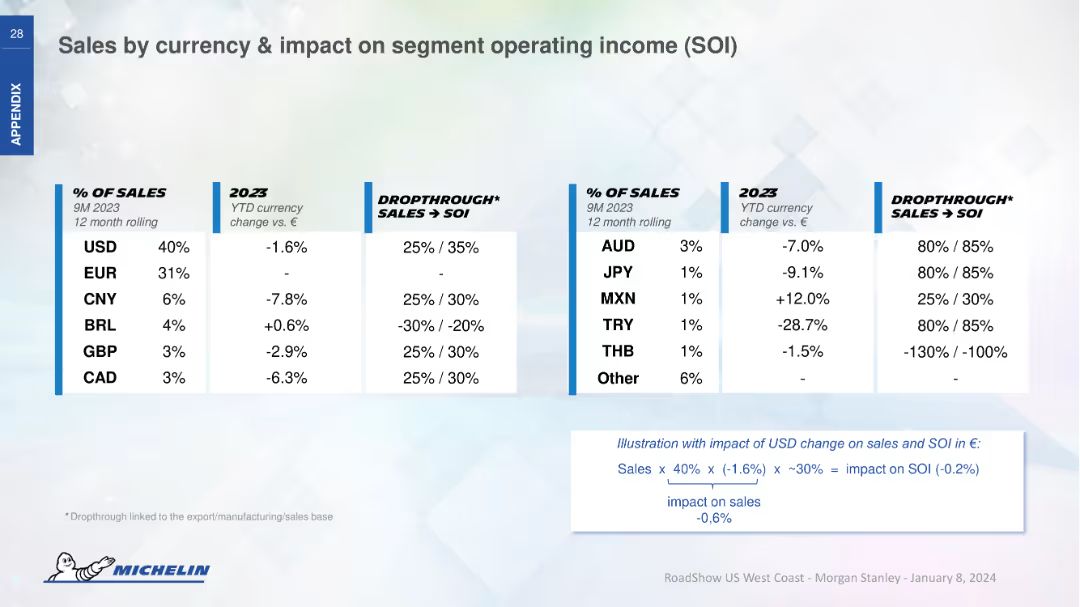 28
APPENDIX
Sales by currency & impact on segment operating income (SOI)
% OF SALES
9M 2023
12 month rolling
2023
YTD currency
change vs. €
DROPTHROUGH*
SALES → SOI
USD 40% -1.6% 25% / 35%
EUR 31% - -
CNY 6% -7.8% 25% / 30%
BRL 4% +0.6% -30% / -20%
GBP 3% -2.9% 25% / 30%
CAD 3% -6.3% 25% / 30%
% OF SALES
9M 2023
12 month rolling
2023
YTD currency
change vs. €
DROPTHROUGH*
SALES → SOI
AUD 3% -7.0% 80% / 85%
JPY 1% -9.1% 80% / 85%
MXN 1% +12.0% 25% / 30%
TRY 1% -28.7% 80% / 85%
THB 1% -1.5% -130% / -100%
Other 6% - -
Illustration with impact of USD change on sales and SOI in €:
Sales x 40% x (-1.6%) x ~30% = impact on SOI (-0.2%)
impact on sales
-0,6%
* Dropthrough linked to the export/manufacturing/sales base
MICHELIN
RoadShow US West Coast - Morgan Stanley - January 8, 2024